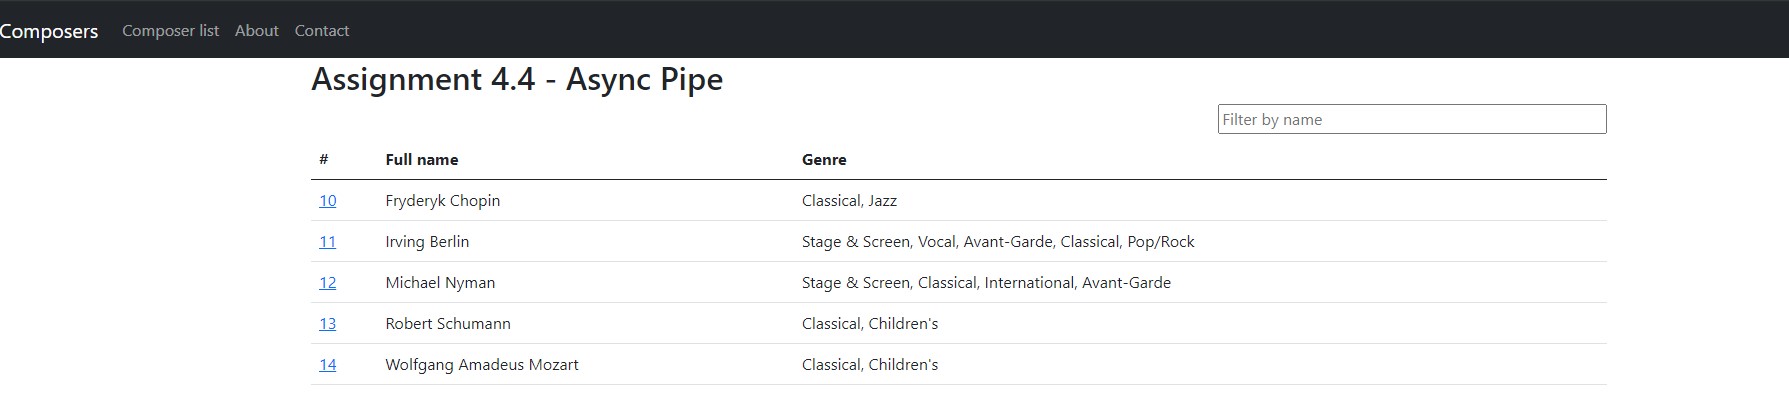 Composers Composer list About Contact
Assignment 4.4 - Async Pipe
Filter by name
# Full name Genre
10 Fryderyk Chopin Classical, Jazz
11 Irving Berlin Stage & Screen, Vocal, Avant-Garde, Classical, Pop/Rock
12 Michael Nyman Stage & Screen, Classical, International, Avant-Garde
13 Robert Schumann Classical, Children's
14 Wolfgang Amadeus Mozart Classical, Children's